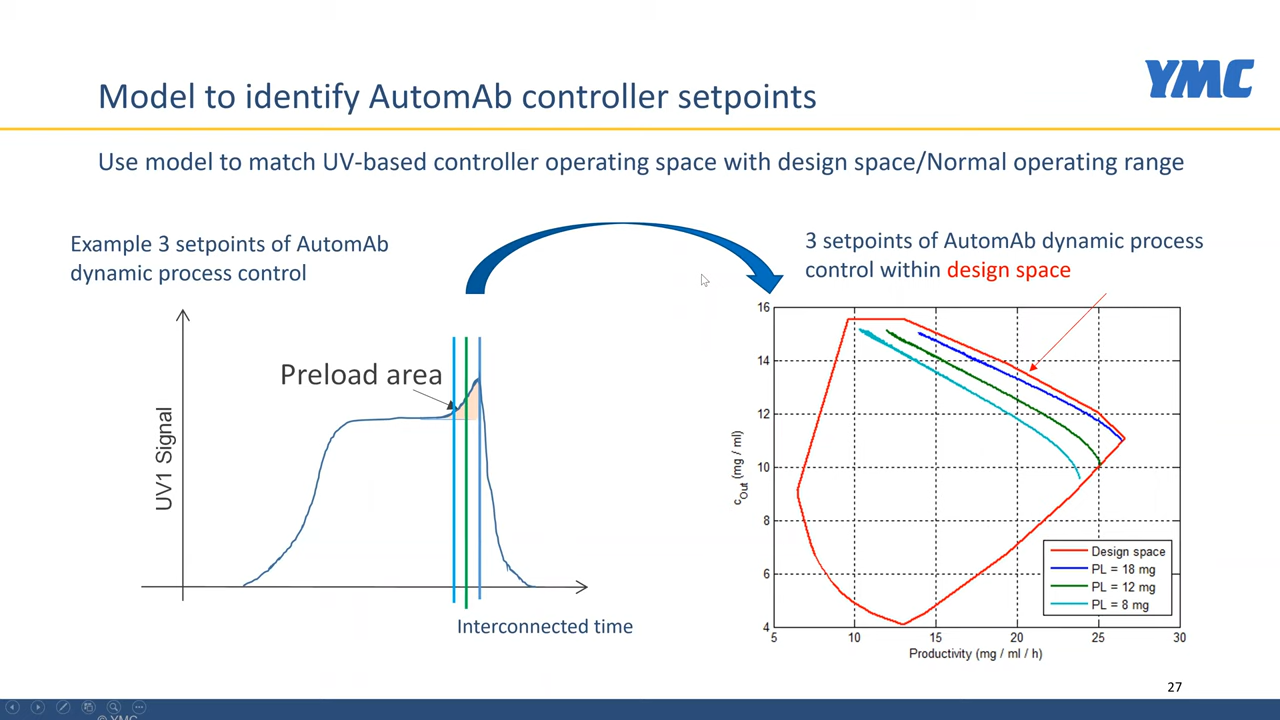 Model to identify AutomAb controller setpoints
YMC
Use model to match UV-based controller operating space with design space/Normal operating range
Example 3 setpoints of AutomAb
dynamic process control
3 setpoints of AutomAb dynamic process
control within design space
Preload area
UV1 Signal
Interconnected time
16
14
12
10
8
6
4
c_Out (mg / ml)
5
10
15
20
25
30
Productivity (mg / ml / h)
Design space
PL = 18 mg
PL = 12 mg
PL = 8 mg
27
© YMC